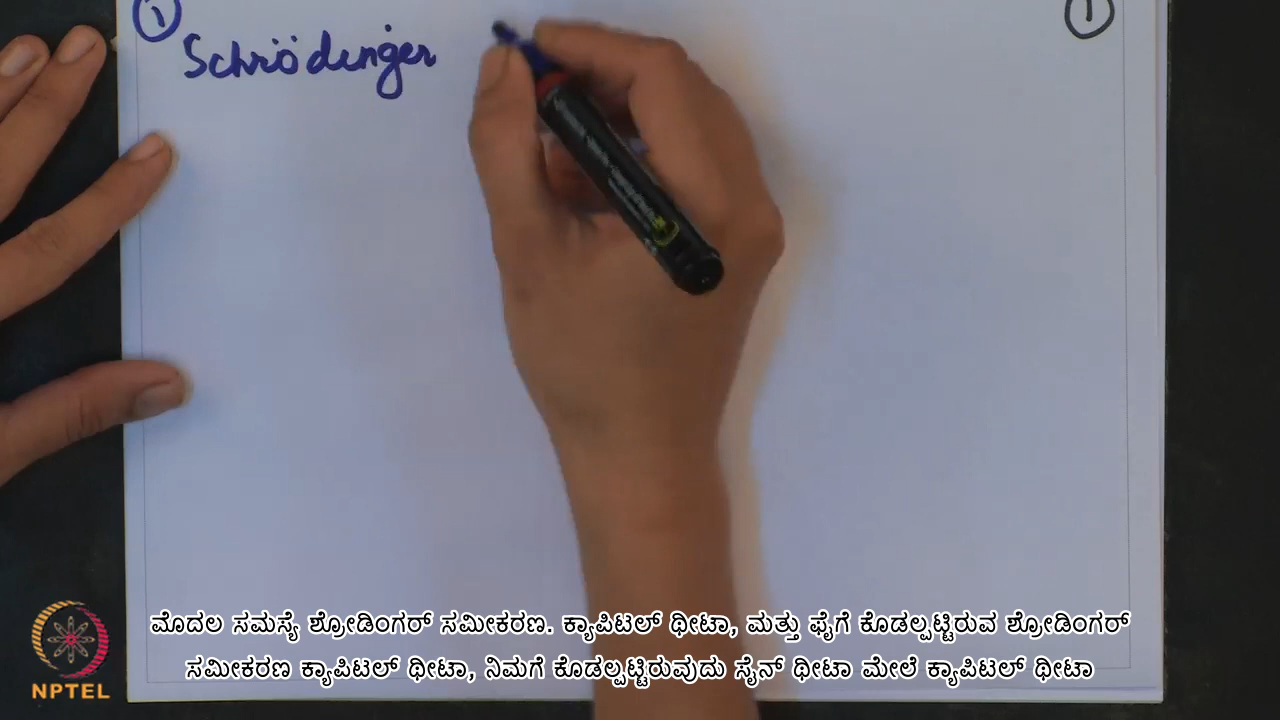 ① ①
Schrödinger
ಮೊದಲ ಸಮಸ್ಯೆ ಶ್ರೋಡಿಂಗರ್ ಸಮೀಕರಣ. ಕ್ಯಾಪಿಟಲ್ ಥೀಟಾ, ಮತ್ತು ಫೈಗೆ ಕೊಡಲ್ಪಟ್ಟಿರುವ ಶ್ರೋಡಿಂಗರ್
ಸಮೀಕರಣ ಕ್ಯಾಪಿಟಲ್ ಥೀಟಾ, ನಿಮಗೆ ಕೊಡಲ್ಪಟ್ಟಿರುವುದು ಸೈನ್ ಥೀಟಾ ಮೇಲೆ ಕ್ಯಾಪಿಟಲ್ ಥೀಟಾ
NPTEL